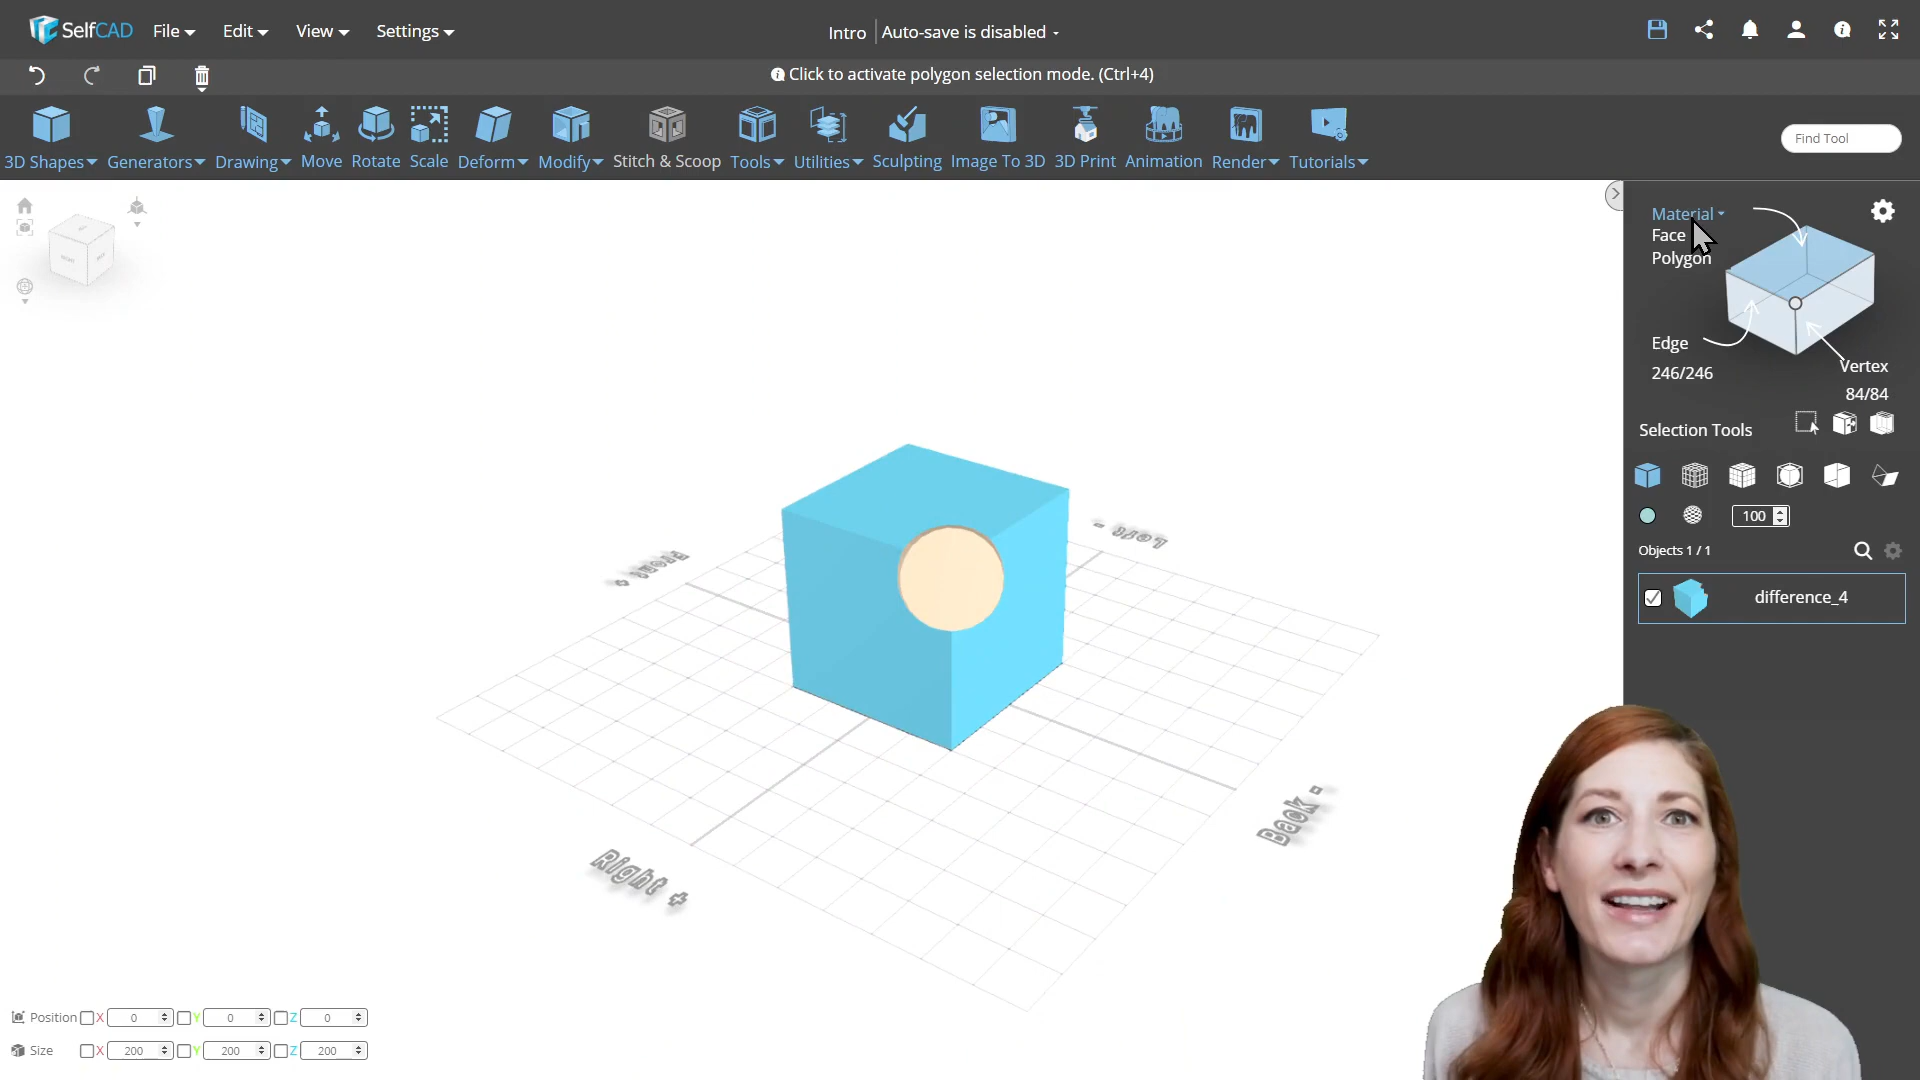 SelfCAD File Edit View Settings
Intro Auto-save is disabled
Click to activate polygon selection mode. (Ctrl+4)
3D Shapes Generators Drawing Move Rotate Scale Deform Modify Stitch & Scoop Tools Utilities Sculpting Image To 3D 3D Print Animation Render Tutorials
Find Tool
Material
Face
Polygon
Edge
246/246
Vertex
84/84
Selection Tools
100
Objects 1 / 1
difference_4
Front +
Left -
Back -
Right +
Position X 0 Y 0 Z 0
Size X 200 Y 200 Z 200